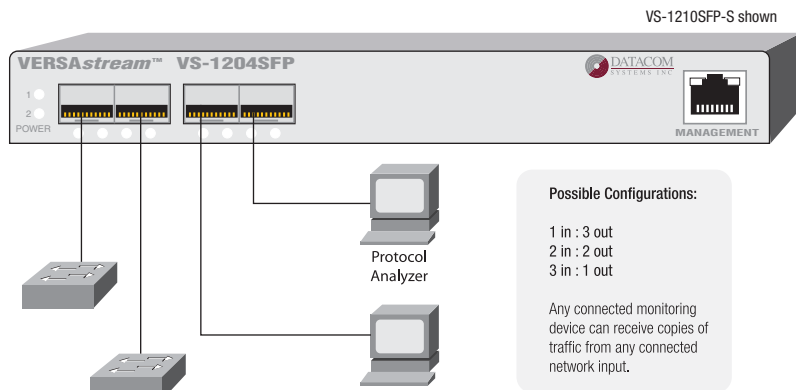 VS-1210SFP-S shown
VERSAstream™ VS-1204SFP
DATACOM
SYSTEMS INC
1
2
POWER
MANAGEMENT
Protocol
Analyzer
Possible Configurations:
1 in : 3 out
2 in : 2 out
3 in : 1 out
Any connected monitoring
device can receive copies of
traffic from any connected
network input.